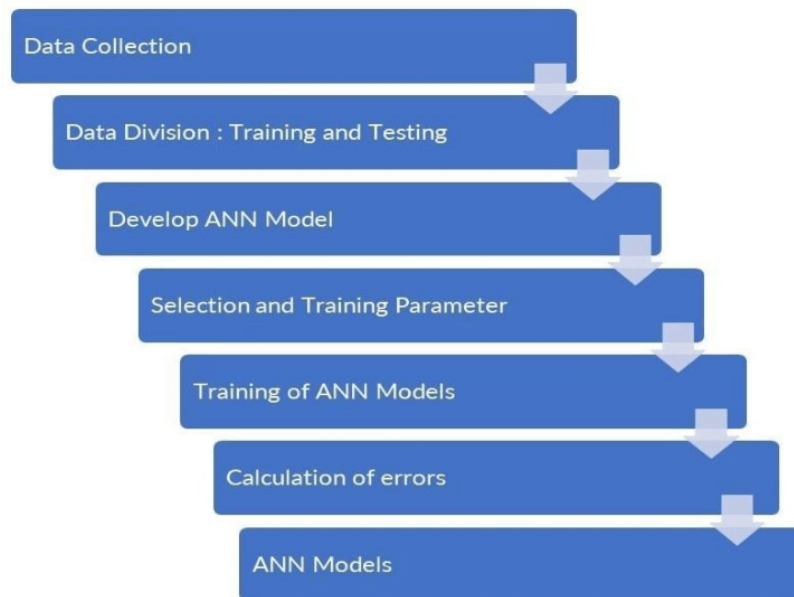 Data Collection
Data Division : Training and Testing
Develop ANN Model
Selection and Training Parameter
Training of ANN Models
Calculation of errors
ANN Models